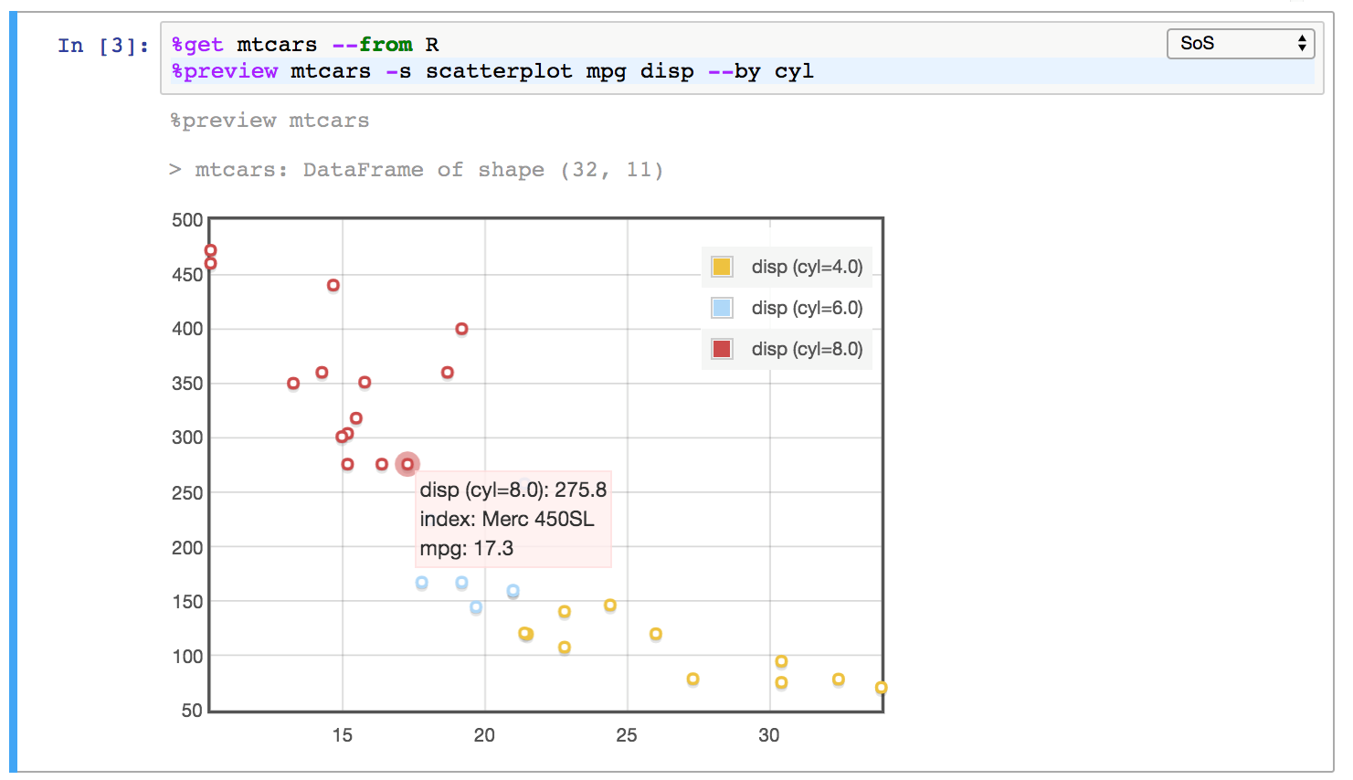 In [3]:
%get mtcars --from R
SoS
%preview mtcars -s scatterplot mpg disp --by cyl
%preview mtcars
> mtcars: DataFrame of shape (32, 11)
500
450
400
350
300
250
200
150
100
50
disp (cyl=4.0)
disp (cyl=6.0)
disp (cyl=8.0)
disp (cyl=8.0): 275.8
index: Merc 450SL
mpg: 17.3
15 20 25 30